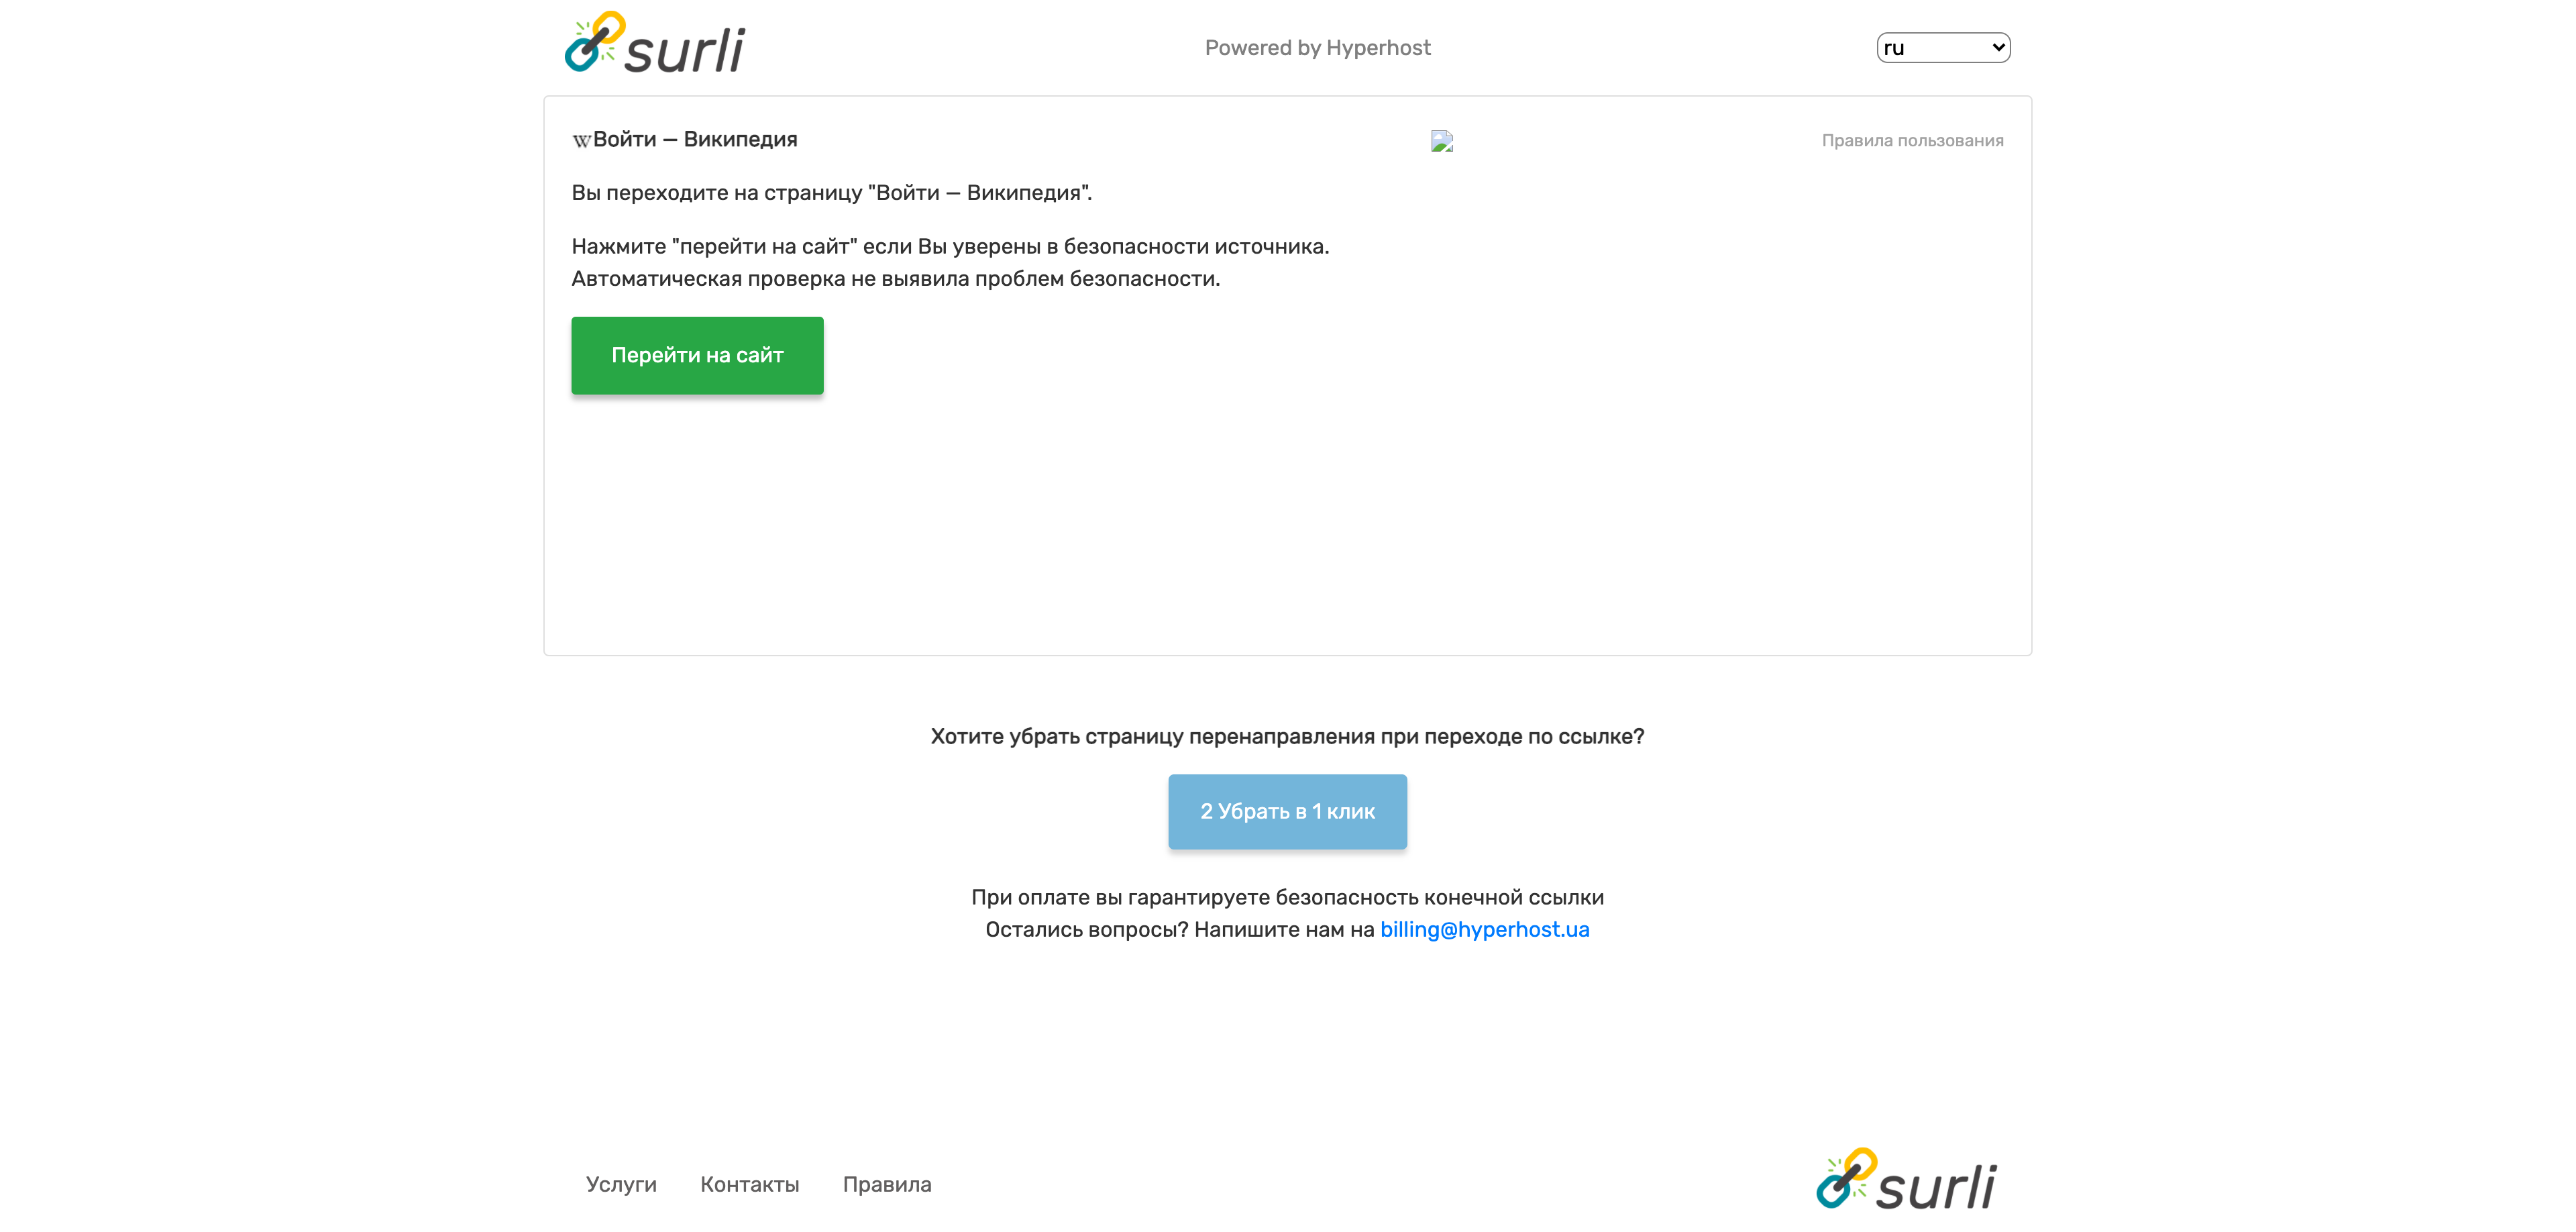 surli
Powered by Hyperhost
ru
Войти — Википедия
Правила пользования
Вы переходите на страницу "Войти — Википедия".
Нажмите "перейти на сайт" если Вы уверены в безопасности источника.
Автоматическая проверка не выявила проблем безопасности.
Перейти на сайт
Хотите убрать страницу перенаправления при переходе по ссылке?
2 Убрать в 1 клик
При оплате вы гарантируете безопасность конечной ссылки
Остались вопросы? Напишите нам на billing@hyperhost.ua
Услуги
Контакты
Правила
surli